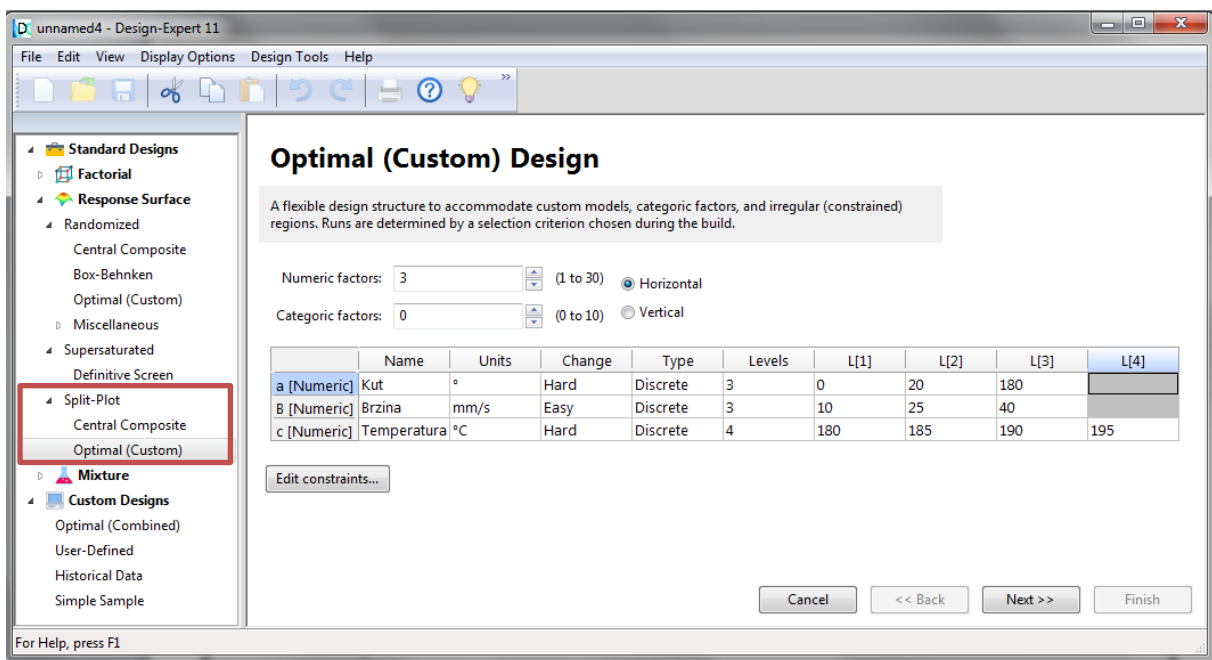 unnamed4 - Design-Expert 11
File Edit View Display Options Design Tools Help
Standard Designs
Factorial
Response Surface
Randomized
Central Composite
Box-Behnken
Optimal (Custom)
Miscellaneous
Supersaturated
Definitive Screen
Split-Plot
Central Composite
Optimal (Custom)
Mixture
Custom Designs
Optimal (Combined)
User-Defined
Historical Data
Simple Sample
Optimal (Custom) Design
A flexible design structure to accommodate custom models, categoric factors, and irregular (constrained)
regions. Runs are determined by a selection criterion chosen during the build.
Numeric factors: 3 (1 to 30) Horizontal
Categoric factors: 0 (0 to 10) Vertical
Name Units Change Type Levels L[1] L[2] L[3] L[4]
a [Numeric] Kut ° Hard Discrete 3 0 20 180
B [Numeric] Brzina mm/s Easy Discrete 3 10 25 40
c [Numeric] Temperatura °C Hard Discrete 4 180 185 190 195
Edit constraints...
Cancel << Back Next >> Finish
For Help, press F1